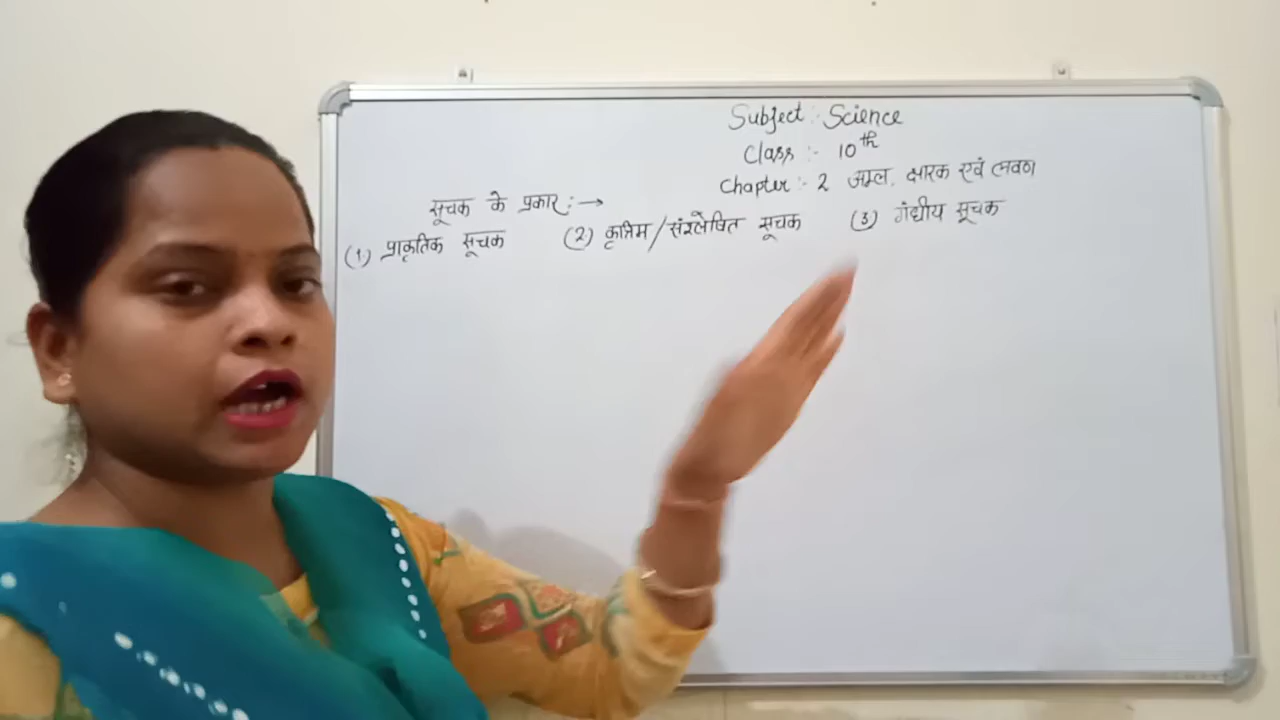 Subject :- Science
Class :- 10th
Chapter :- 2 अम्ल, क्षारक एवं लवण
सूचक के प्रकार :→
(1) प्राकृतिक सूचक (2) कृत्रिम/संश्लेषित सूचक (3) गंधीय सूचक